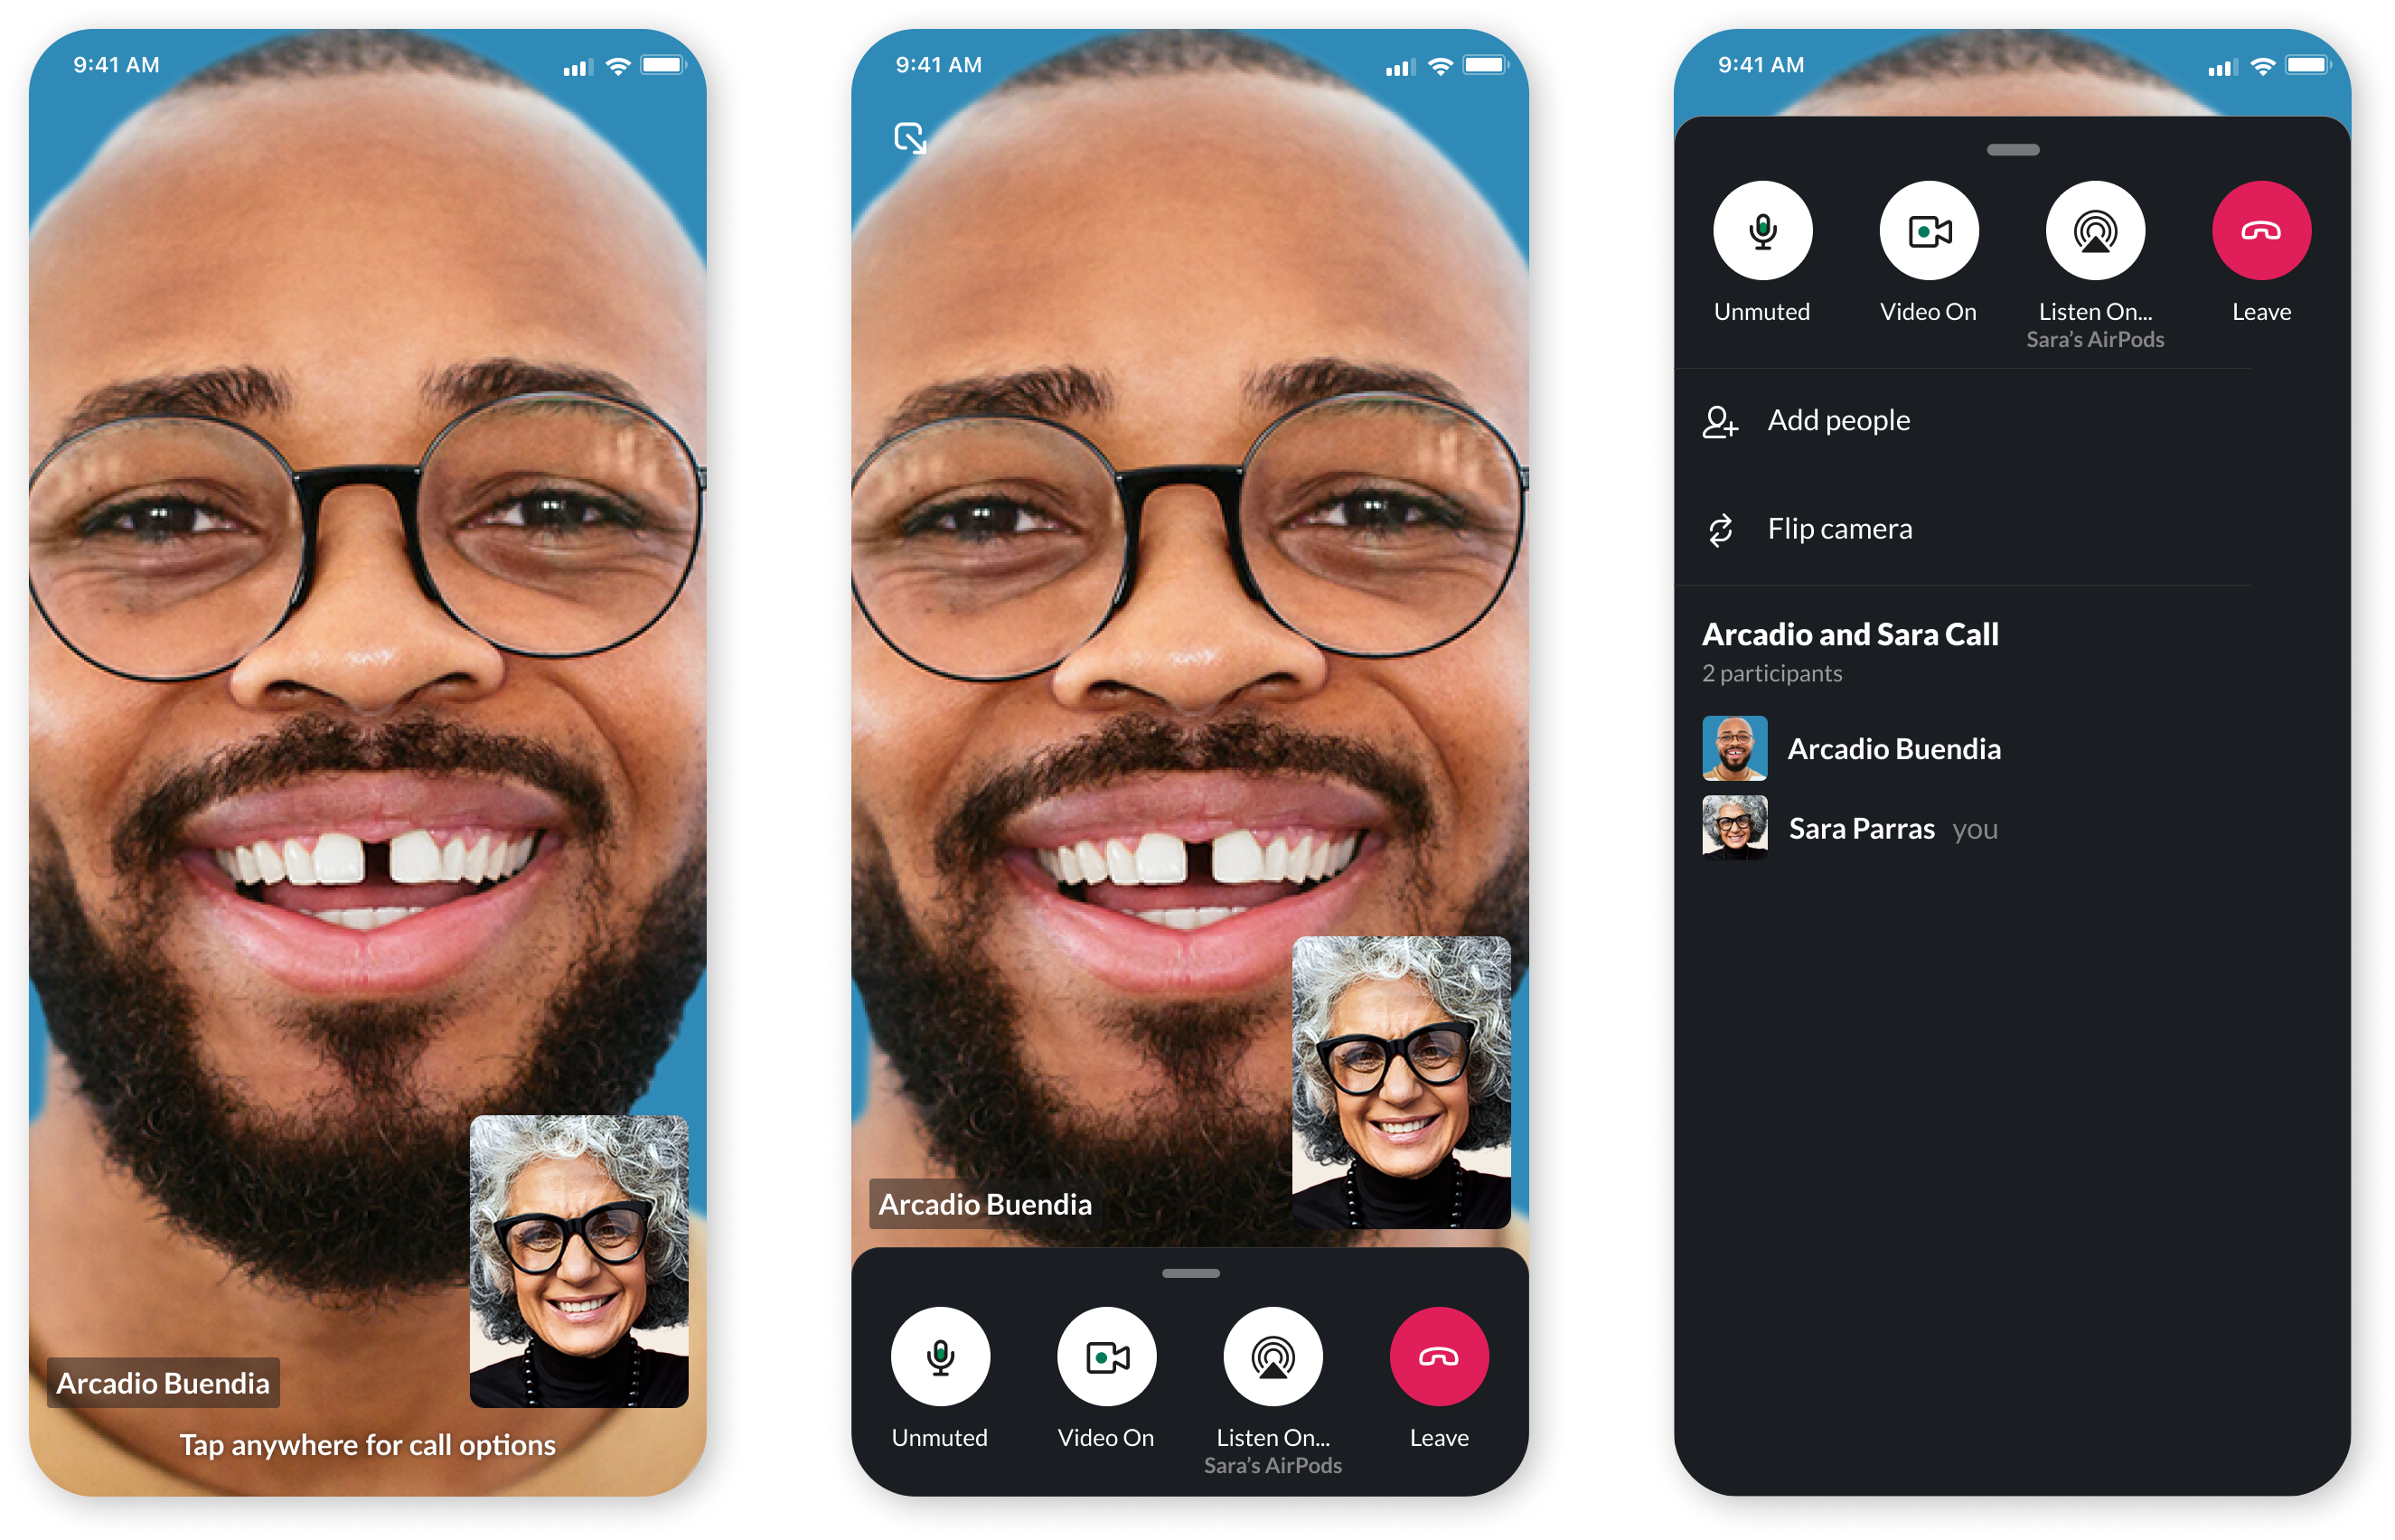 9:41 AM
Arcadio Buendia
Tap anywhere for call options
9:41 AM
Arcadio Buendia
Unmuted
Video On
Listen On...
Sara's AirPods
Leave
9:41 AM
Unmuted
Video On
Listen On...
Sara's AirPods
Leave
Add people
Flip camera
Arcadio and Sara Call
2 participants
Arcadio Buendia
Sara Parras you